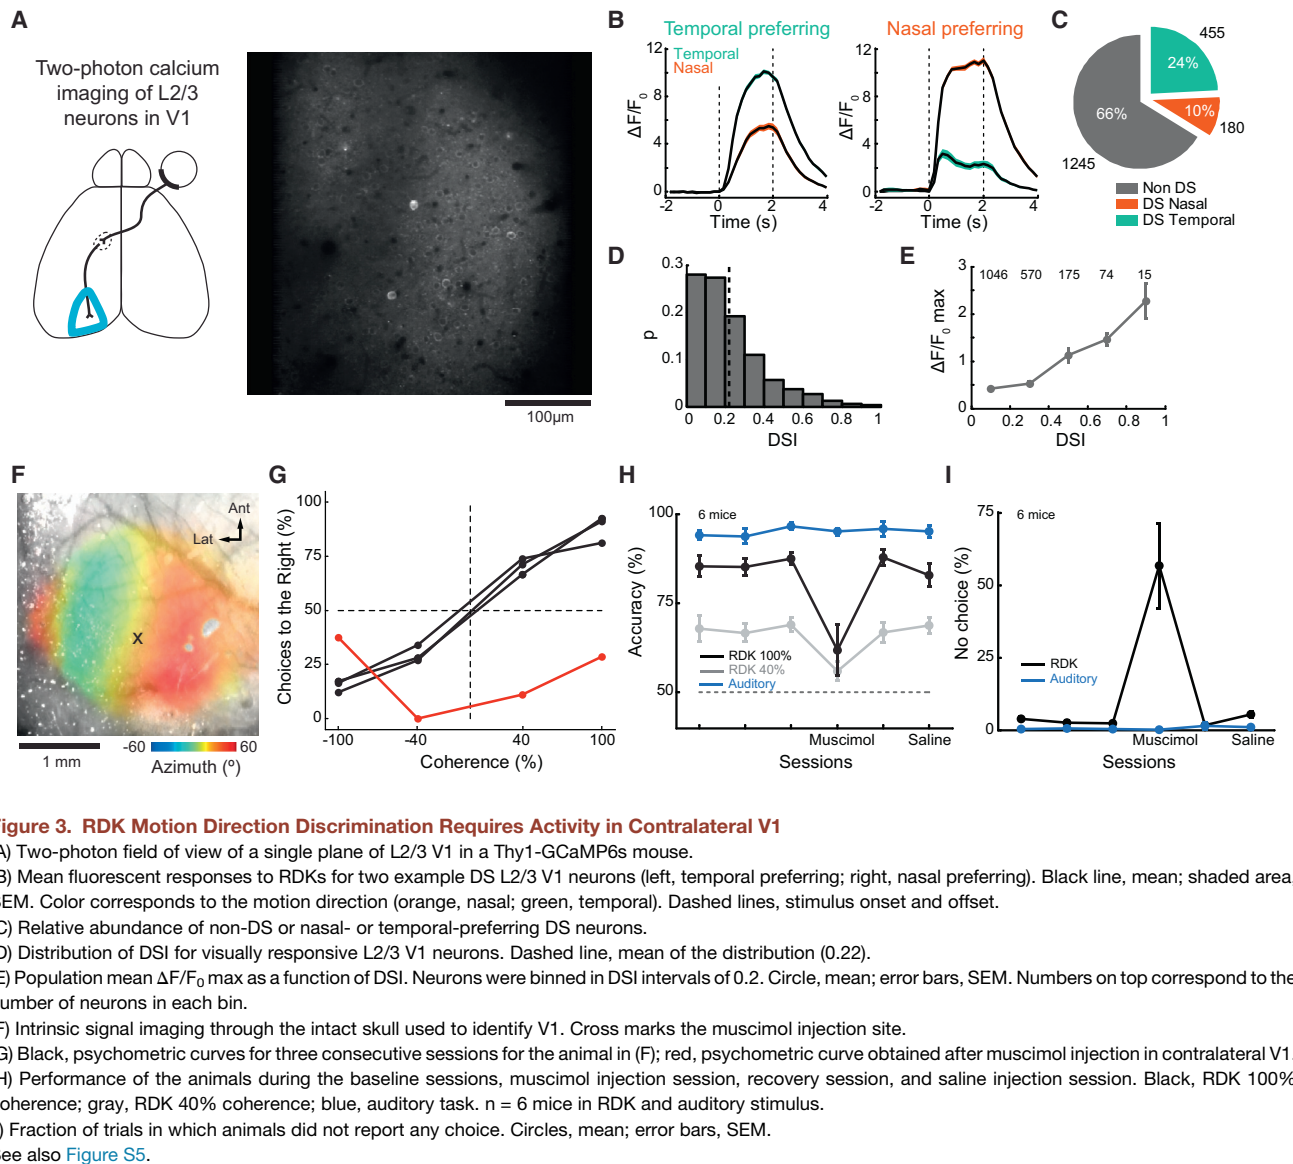 A
Two-photon calcium
imaging of L2/3
neurons in V1
100µm
B
Temporal preferring
Temporal
Nasal
12
8
4
0
ΔF/F0
-2 0 2 4
Time (s)
Nasal preferring
12
8
4
0
ΔF/F0
-2 0 2 4
Time (s)
C
455
24%
10%
180
66%
1245
Non DS
DS Nasal
DS Temporal
D
0.3
0.2
0.1
0
p
0 0.2 0.4 0.6 0.8 1
DSI
E
3
2
1
0
ΔF/F0 max
1046 570 175 74 15
0 0.2 0.4 0.6 0.8 1
DSI
F
Ant
Lat
x
1 mm
-60 60
Azimuth (º)
G
100
75
50
25
0
Choices to the Right (%)
-100 -40 40 100
Coherence (%)
H
6 mice
100
75
50
Accuracy (%)
RDK 100%
RDK 40%
Auditory
Muscimol Saline
Sessions
I
6 mice
75
50
25
0
No choice (%)
RDK
Auditory
Muscimol Saline
Sessions
igure 3. RDK Motion Direction Discrimination Requires Activity in Contralateral V1
A) Two-photon field of view of a single plane of L2/3 V1 in a Thy1-GCaMP6s mouse.
B) Mean fluorescent responses to RDKs for two example DS L2/3 V1 neurons (left, temporal preferring; right, nasal preferring). Black line, mean; shaded area,
SEM. Color corresponds to the motion direction (orange, nasal; green, temporal). Dashed lines, stimulus onset and offset.
C) Relative abundance of non-DS or nasal- or temporal-preferring DS neurons.
D) Distribution of DSI for visually responsive L2/3 V1 neurons. Dashed line, mean of the distribution (0.22).
E) Population mean ΔF/F0 max as a function of DSI. Neurons were binned in DSI intervals of 0.2. Circle, mean; error bars, SEM. Numbers on top correspond to the
number of neurons in each bin.
F) Intrinsic signal imaging through the intact skull used to identify V1. Cross marks the muscimol injection site.
G) Black, psychometric curves for three consecutive sessions for the animal in (F); red, psychometric curve obtained after muscimol injection in contralateral V1.
H) Performance of the animals during the baseline sessions, muscimol injection session, recovery session, and saline injection session. Black, RDK 100%
coherence; gray, RDK 40% coherence; blue, auditory task. n = 6 mice in RDK and auditory stimulus.
I) Fraction of trials in which animals did not report any choice. Circles, mean; error bars, SEM.
See also Figure S5.